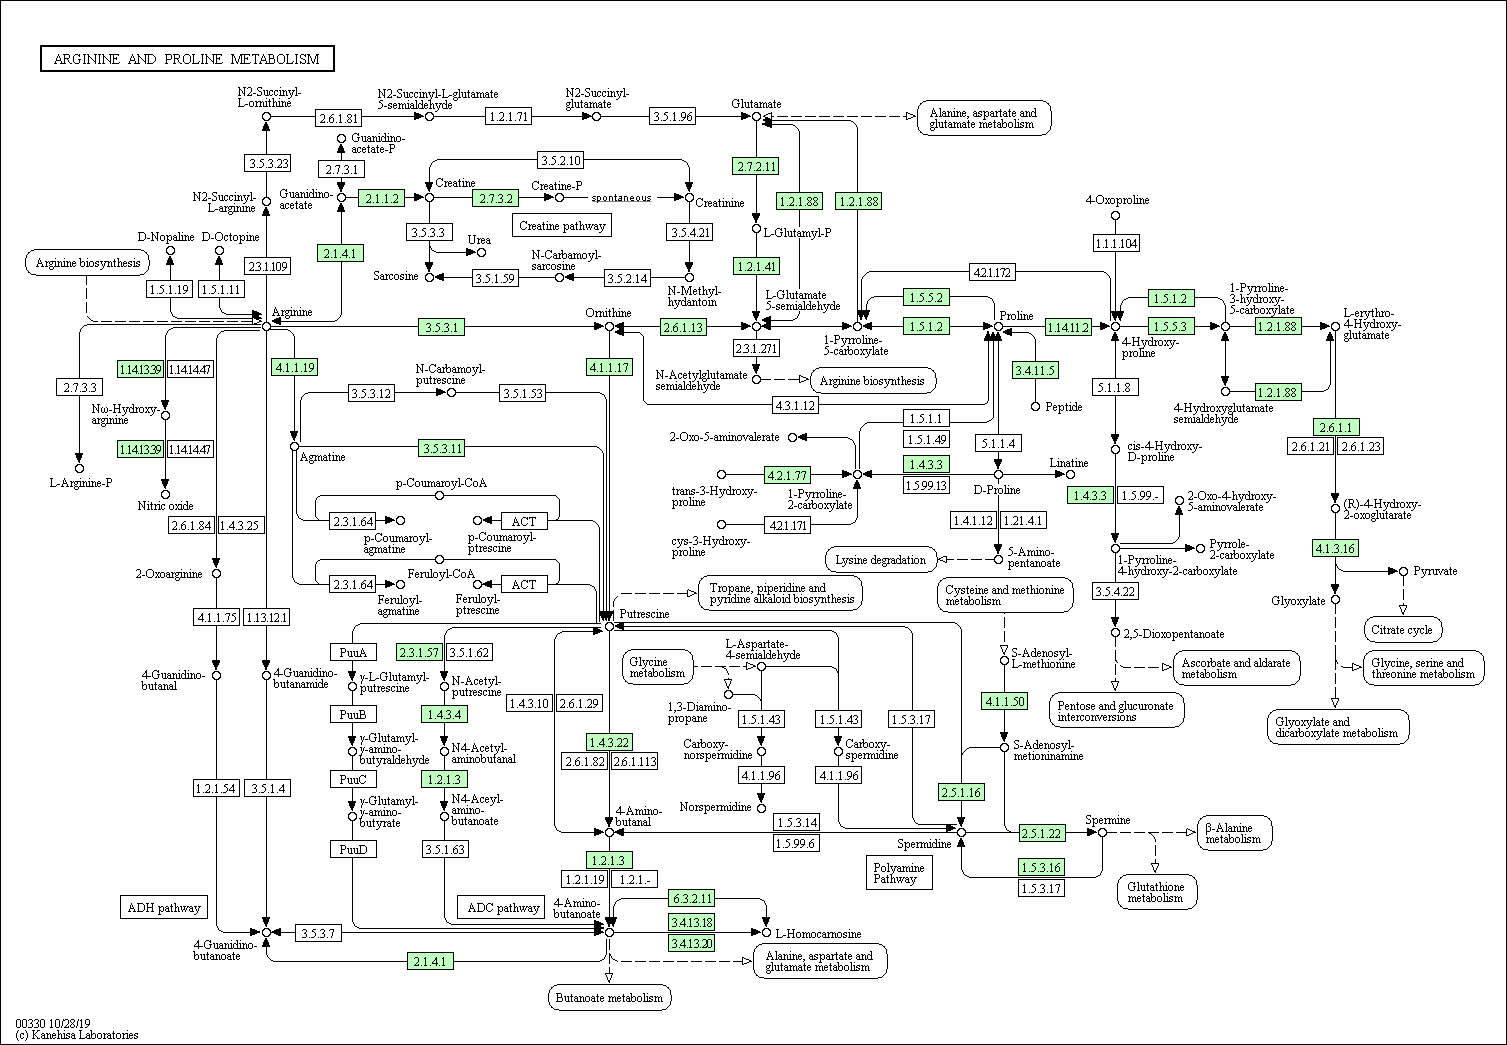 ARGININE AND PROLINE METABOLISM
N2-Succinyl-
L-ornithine
2.6.1.81
N2-Succinyl-L-glutamate
5-semialdehyde
1.2.1.71
N2-Succinyl-
glutamate
3.5.1.96
Glutamate
Alanine, aspartate and
glutamate metabolism
Guanidino-
acetate-P
3.5.3.23
2.7.3.1
3.5.2.10
2.7.2.11
N2-Succinyl-
L-arginine
Guanidino-
acetate
2.1.1.2
Creatine
2.7.3.2
Creatine-P
spontaneous
Creatinine
1.2.1.88
1.2.1.88
4-Oxoproline
Creatine pathway
3.5.3.3
Urea
3.5.4.21
L-Glutamyl-P
1.1.1.104
D-Nopaline
D-Octopine
2.1.4.1
Arginine biosynthesis
2.3.1.109
Sarcosine
3.5.1.59
N-Carbamoyl-
sarcosine
3.5.2.14
N-Methyl-
hydantoin
1.2.1.41
4.2.1.172
1.5.1.19
1.5.1.11
L-Glutamate
5-semialdehyde
1.5.5.2
1.5.1.2
1-Pyrroline-
3-hydroxy-
5-carboxylate
Arginine
3.5.3.1
Ornithine
2.6.1.13
1.5.1.2
Proline
1.14.11.2
1.5.5.3
1.2.1.88
L-erythro-
4-Hydroxy-
glutamate
2.3.1.271
1-Pyrroline-
5-carboxylate
4-Hydroxy-
proline
1.14.13.39
1.14.14.47
4.1.1.19
4.1.1.17
N-Acetylglutamate
semialdehyde
Arginine biosynthesis
3.4.11.5
2.7.3.3
3.5.3.12
N-Carbamoyl-
putrescine
3.5.1.53
4.3.1.12
Peptide
5.1.1.8
1.2.1.88
4-Hydroxyglutamate
semialdehyde
Nω-Hydroxy-
arginine
1.5.1.1
1.5.1.49
2.6.1.1
2.6.1.21
2.6.1.23
1.14.13.39
1.14.14.47
Agmatine
3.5.3.11
2-Oxo-5-aminovalerate
5.1.1.4
cis-4-Hydroxy-
D-proline
L-Arginine-P
4.2.1.77
1.4.3.3
1.5.99.13
Linatine
D-Proline
trans-3-Hydroxy-
proline
1-Pyrroline-
2-carboxylate
1.4.3.3
1.5.99.-
2-Oxo-4-hydroxy-
5-aminovalerate
(R)-4-Hydroxy-
2-oxoglutarate
Nitric oxide
p-Coumaroyl-CoA
2.3.1.64
ACT
p-Coumaroyl-
agmatine
p-Coumaroyl-
ptrescine
2.6.1.84
1.4.3.25
4.2.1.171
cys-3-Hydroxy-
proline
1.4.1.12
1.21.4.1
Lysine degradation
5-Amino-
pentanoate
1-Pyrroline-
4-hydroxy-2-carboxylate
Pyrrole-
2-carboxylate
4.1.3.16
2-Oxoarginine
Feruloyl-CoA
2.3.1.64
ACT
Feruloyl-
agmatine
Feruloyl-
ptrescine
Tropane, piperidine and
pyridine alkaloid biosynthesis
Cysteine and methionine
metabolism
3.5.4.22
Pyruvate
Glyoxylate
4.1.1.75
1.13.12.1
Putrescine
Citrate cycle
2,5-Dioxopentanoate
PuuA
2.3.1.57
3.5.1.62
Glycine
metabolism
L-Aspartate-
4-semialdehyde
S-Adenosyl-
L-methionine
Ascorbate and aldarate
metabolism
Glycine, serine and
threonine metabolism
4-Guanidino-
butanal
4-Guanidino-
butanamide
γ-L-Glutamyl-
putrescine
N-Acetyl-
putrescine
1.4.3.10
2.6.1.29
1,3-Diamino-
propane
4.1.1.50
Pentose and glucuronate
interconversions
Glyoxylate and
dicarboxylate metabolism
PuuB
1.4.3.4
1.5.1.43
1.5.1.43
1.5.3.17
γ-Glutamyl-
γ-amino-
butyraldehyde
N4-Acetyl-
aminobutanal
1.4.3.22
2.6.1.82
2.6.1.113
Carboxy-
norspermidine
Carboxy-
spermidine
S-Adenosyl-
metioninamine
PuuC
1.2.1.3
4.1.1.96
4.1.1.96
1.2.1.54
3.5.1.4
2.5.1.16
γ-Glutamyl-
γ-amino-
butyrate
N4-Aceyl-
amino-
butanoate
4-Amino-
butanal
Norspermidine
1.5.3.14
1.5.99.6
Spermidine
2.5.1.22
Spermine
β-Alanine
metabolism
PuuD
3.5.1.63
1.2.1.3
1.2.1.19
1.2.1.-
Polyamine
Pathway
1.5.3.16
1.5.3.17
Glutathione
metabolism
ADH pathway
ADC pathway
4-Amino-
butanoate
6.3.2.11
3.4.13.18
3.4.13.20
L-Homocarnosine
4-Guanidino-
butanoate
3.5.3.7
2.1.4.1
Alanine, aspartate and
glutamate metabolism
Butanoate metabolism
00330 10/28/19
(c) Kanehisa Laboratories